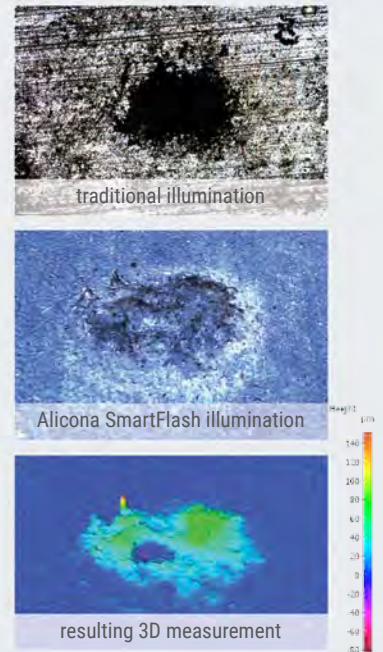 traditional illumination
Alicona SmartFlash illumination
Height
µm
140
120
100
80
60
40
20
0
-20
-40
-60
-80
resulting 3D measurement